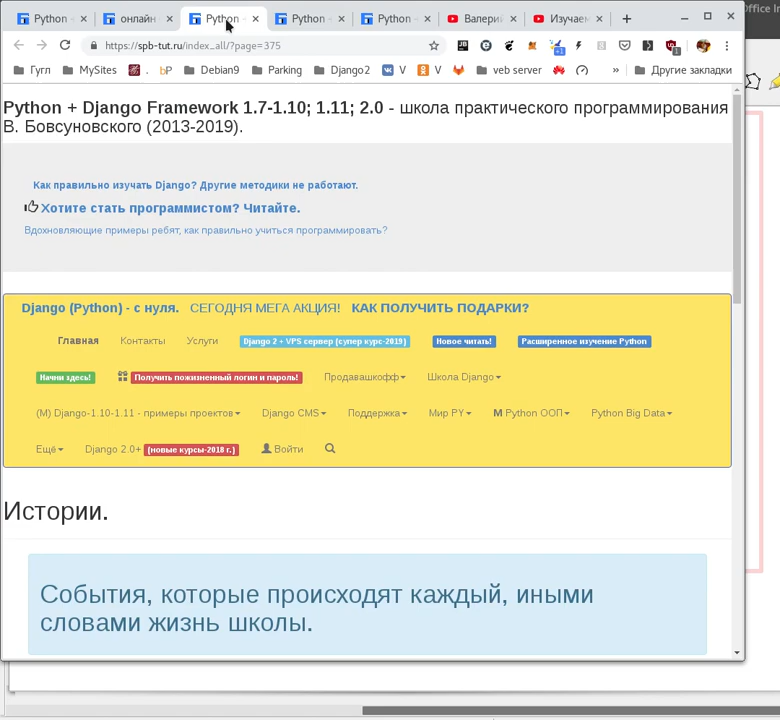 Office In
Python
онлайн
Python
Python
Python
Валери
Изучаем
https://spb-tut.ru/index_all/?page=375
Гугл
MySites
.
bP
Debian9
Parking
Django2
V
V
veb server
»
Другие закладки
Python + Django Framework 1.7-1.10; 1.11; 2.0 - школа практического программирования
В. Бовсуновского (2013-2019).
Как правильно изучать Django? Другие методики не работают.
Хотите стать программистом? Читайте.
Вдохновляющие примеры ребят, как правильно учиться программировать?
Django (Python) - с нуля. СЕГОДНЯ МЕГА АКЦИЯ! КАК ПОЛУЧИТЬ ПОДАРКИ?
Главная Контакты Услуги Django 2 + VPS сервер (супер курс-2019) Новое читать! Расширенное изучение Python
Начни здесь! Получить пожизненный логин и пароль! Продавашкофф Школа Django
(М) Django-1.10-1.11 - примеры проектов Django CMS Поддержка Мир PY М Python ООП Python Big Data
Ещё Django 2.0+ (новые курсы-2018 г.) Войти
Истории.
События, которые происходят каждый, иными
словами жизнь школы.